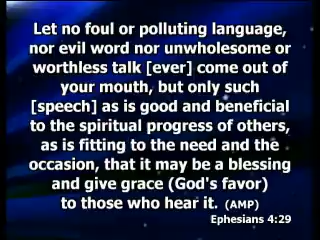 Let no foul or polluting language,
nor evil word nor unwholesome or
worthless talk [ever] come out of
your mouth, but only such
[speech] as is good and beneficial
to the spiritual progress of others,
as is fitting to the need and the
occasion, that it may be a blessing
and give grace (God's favor)
to those who hear it. (AMP)
Ephesians 4:29